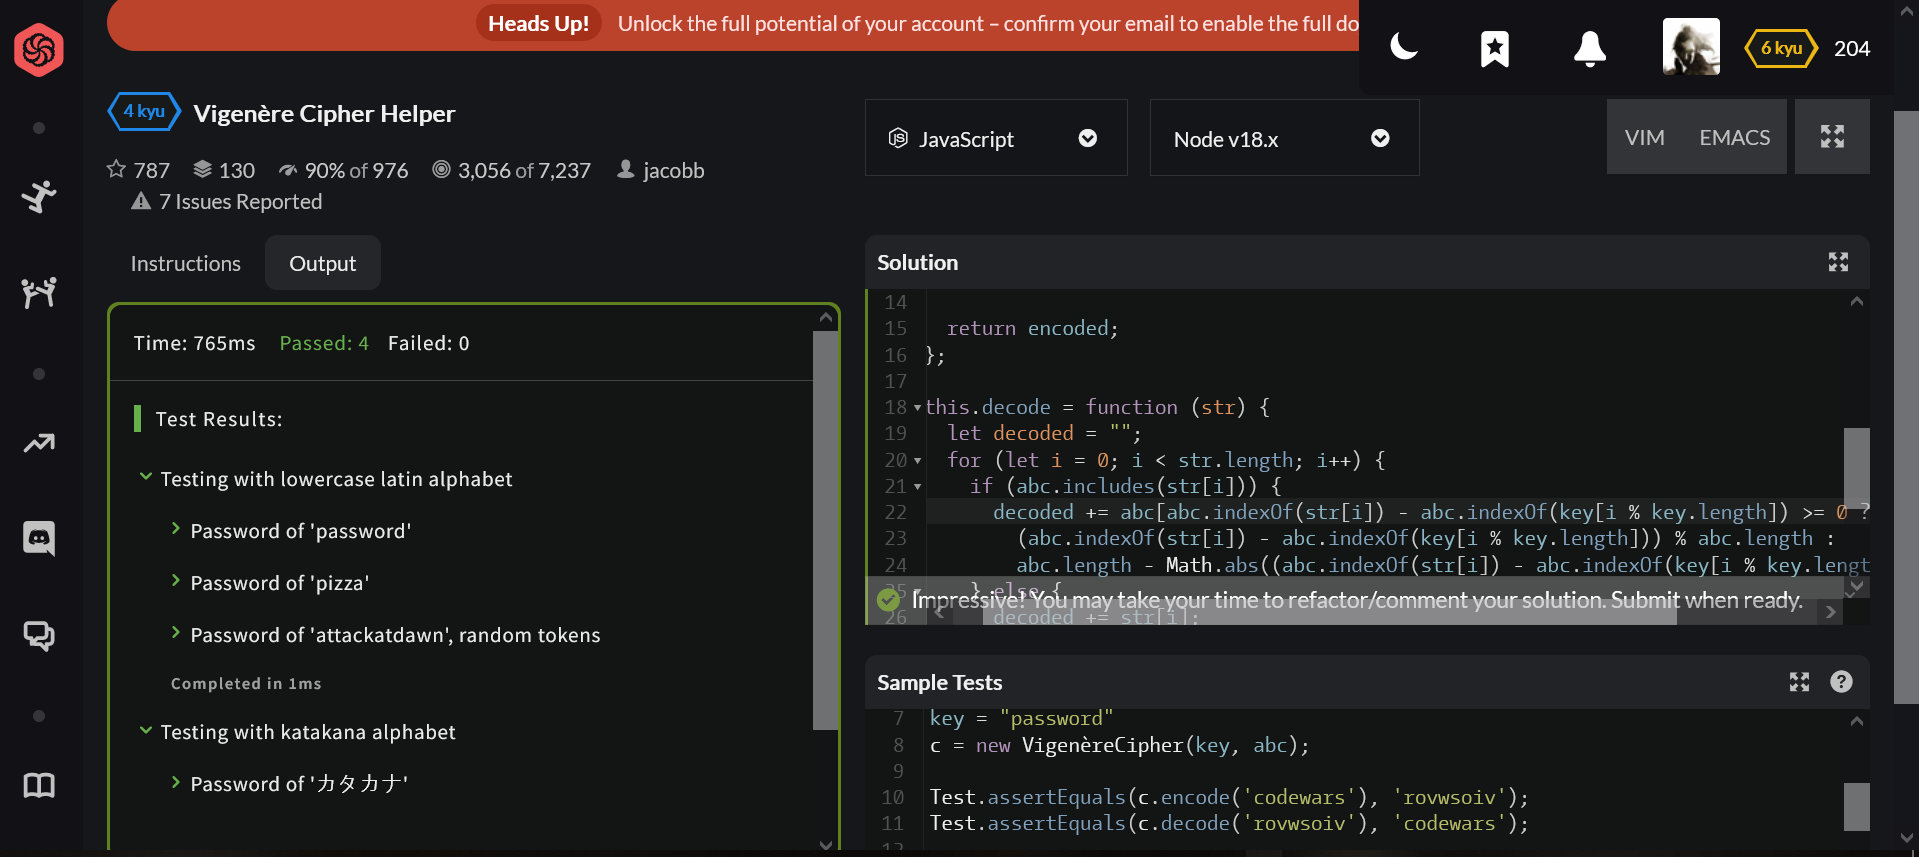 Heads Up! Unlock the full potential of your account – confirm your email to enable the full do
6 kyu 204
4 kyu Vigenère Cipher Helper
787 130 90% of 976 3,056 of 7,237 jacobb
7 Issues Reported
JavaScript
Node v18.x
VIM EMACS
Instructions Output
Time: 765ms Passed: 4 Failed: 0
Test Results:
Testing with lowercase latin alphabet
Password of 'password'
Password of 'pizza'
Password of 'attackatdawn', random tokens
Completed in 1ms
Testing with katakana alphabet
Password of 'カタカナ'
Solution
14
15 return encoded;
16 };
17
18 this.decode = function (str) {
19 let decoded = "";
20 for (let i = 0; i < str.length; i++) {
21 if (abc.includes(str[i])) {
22 decoded += abc[abc.indexOf(str[i]) - abc.indexOf(key[i % key.length]) >= 0 ?
23 (abc.indexOf(str[i]) - abc.indexOf(key[i % key.length])) % abc.length :
24 abc.length - Math.abs((abc.indexOf(str[i]) - abc.indexOf(key[i % key.lengt
25 } else {
Impressive! You may take your time to refactor/comment your solution. Submit when ready.
26 decoded += str[i];
Sample Tests
7 key = "password"
8 c = new VigenèreCipher(key, abc);
9
10 Test.assertEquals(c.encode('codewars'), 'rovwsoiv');
11 Test.assertEquals(c.decode('rovwsoiv'), 'codewars');
12